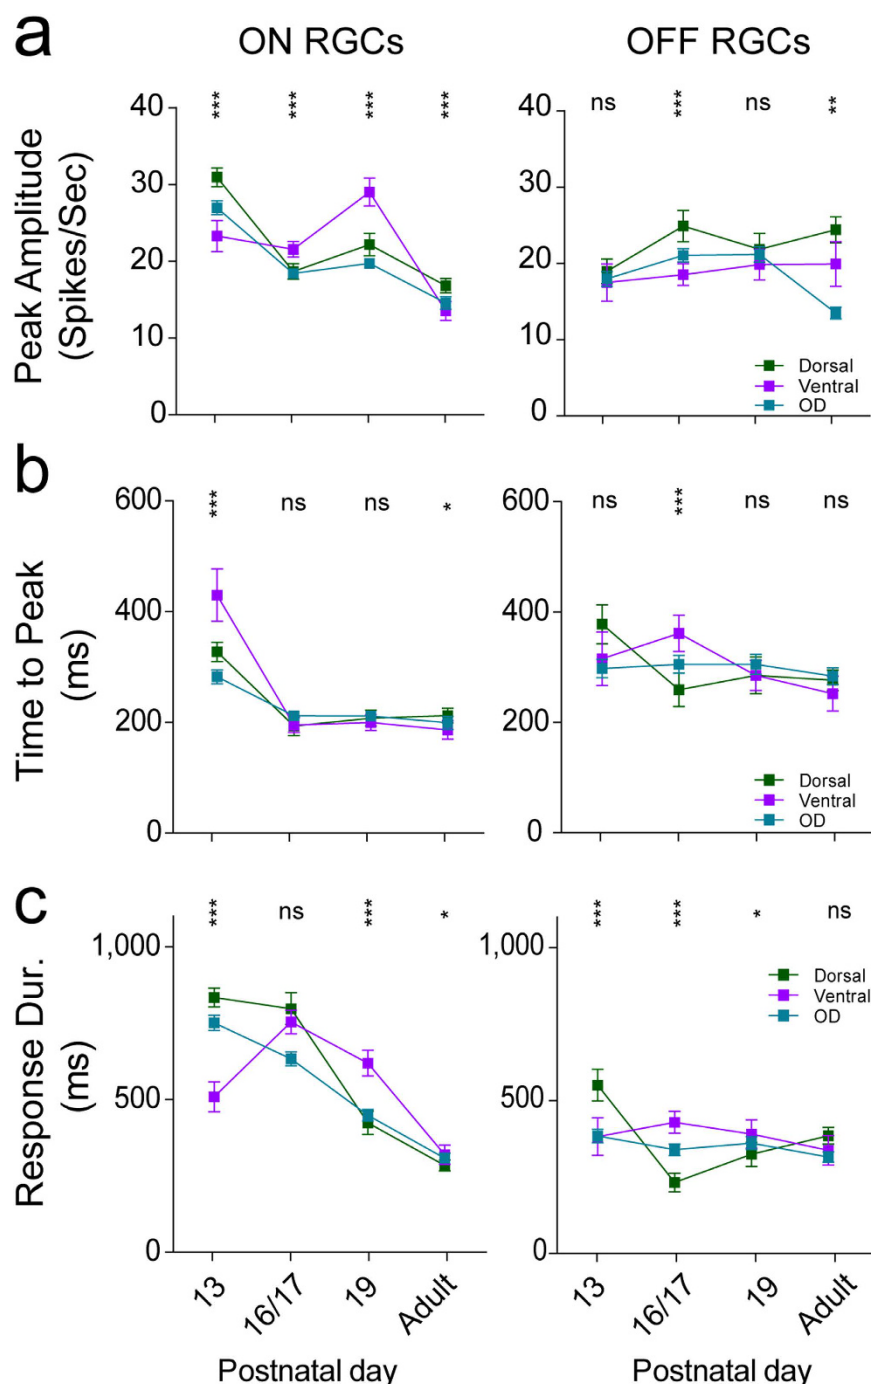 a
ON RGCs
OFF RGCs
Peak Amplitude
(Spikes/Sec)
40
30
20
10
0
***
***
***
***
40
30
20
10
0
ns
***
ns
**
Dorsal
Ventral
OD
b
Time to Peak
(ms)
600
400
200
0
***
ns
ns
*
600
400
200
0
ns
***
ns
ns
Dorsal
Ventral
OD
c
Response Dur.
(ms)
1,000
500
0
***
ns
***
*
13
16/17
19
Adult
Postnatal day
1,000
500
0
***
***
*
ns
Dorsal
Ventral
OD
13
16/17
19
Adult
Postnatal day